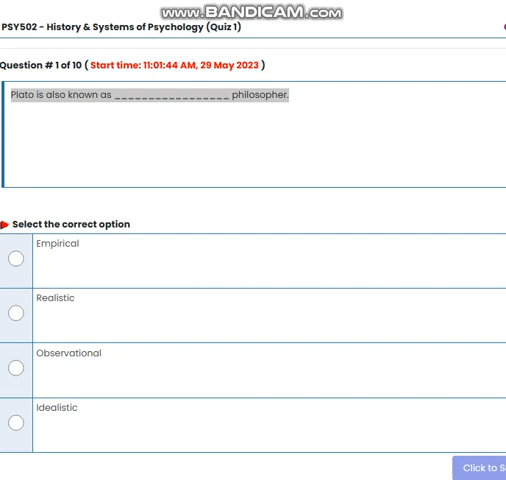 www.BANDICAM.com
PSY502 - History & Systems of Psychology (Quiz 1)
Question # 1 of 10 ( Start time: 11:01:44 AM, 29 May 2023 )
Plato is also known as _________________ philosopher.
Select the correct option
Empirical
Realistic
Observational
Idealistic
Click to S